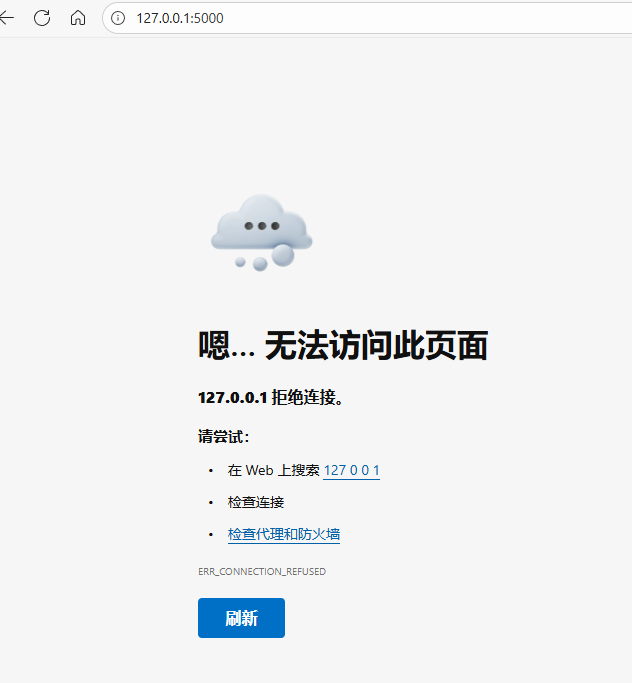 127.0.0.1:5000
嗯... 无法访问此页面
127.0.0.1 拒绝连接。
请尝试:
• 在 Web 上搜索 127 0 0 1
• 检查连接
• 检查代理和防火墙
ERR_CONNECTION_REFUSED
刷新